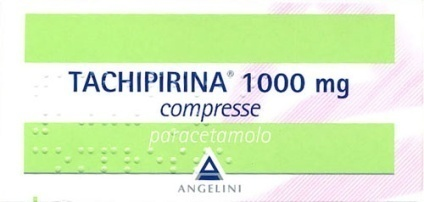 TACHIPIRINA® 1000 mg
compresse
paracetamolo
ANGELINI